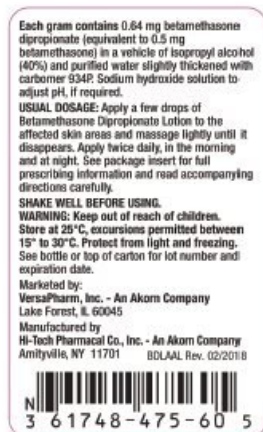 Each gram contains 0.64 mg betamethasone
dipropionate (equivalent to 0.5 mg
betamethasone) in a vehicle of isopropyl alcohol
(40%) and purified water slightly thickened with
carbomer 934P. Sodium hydroxide solution to
adjust pH, if required.
USUAL DOSAGE: Apply a few drops of
Betamethasone Dipropionate Lotion to the
affected skin areas and massage lightly until it
disappears. Apply twice daily, in the morning
and at night. See package insert for full
prescribing information and read accompanying
directions carefully.
SHAKE WELL BEFORE USING.
WARNING: Keep out of reach of children.
Store at 25°C, excursions permitted between
15° to 30°C. Protect from light and freezing.
See bottle or top of carton for lot number and
expiration date.
Marketed by:
VersaPharm, Inc. - An Akorn Company
Lake Forest, IL 60045
Manufactured by
Hi-Tech Pharmacal Co., Inc. - An Akorn Company
Amityville, NY 11701 BDLAAL Rev. 02/2018
N
3 61748-475-60 5